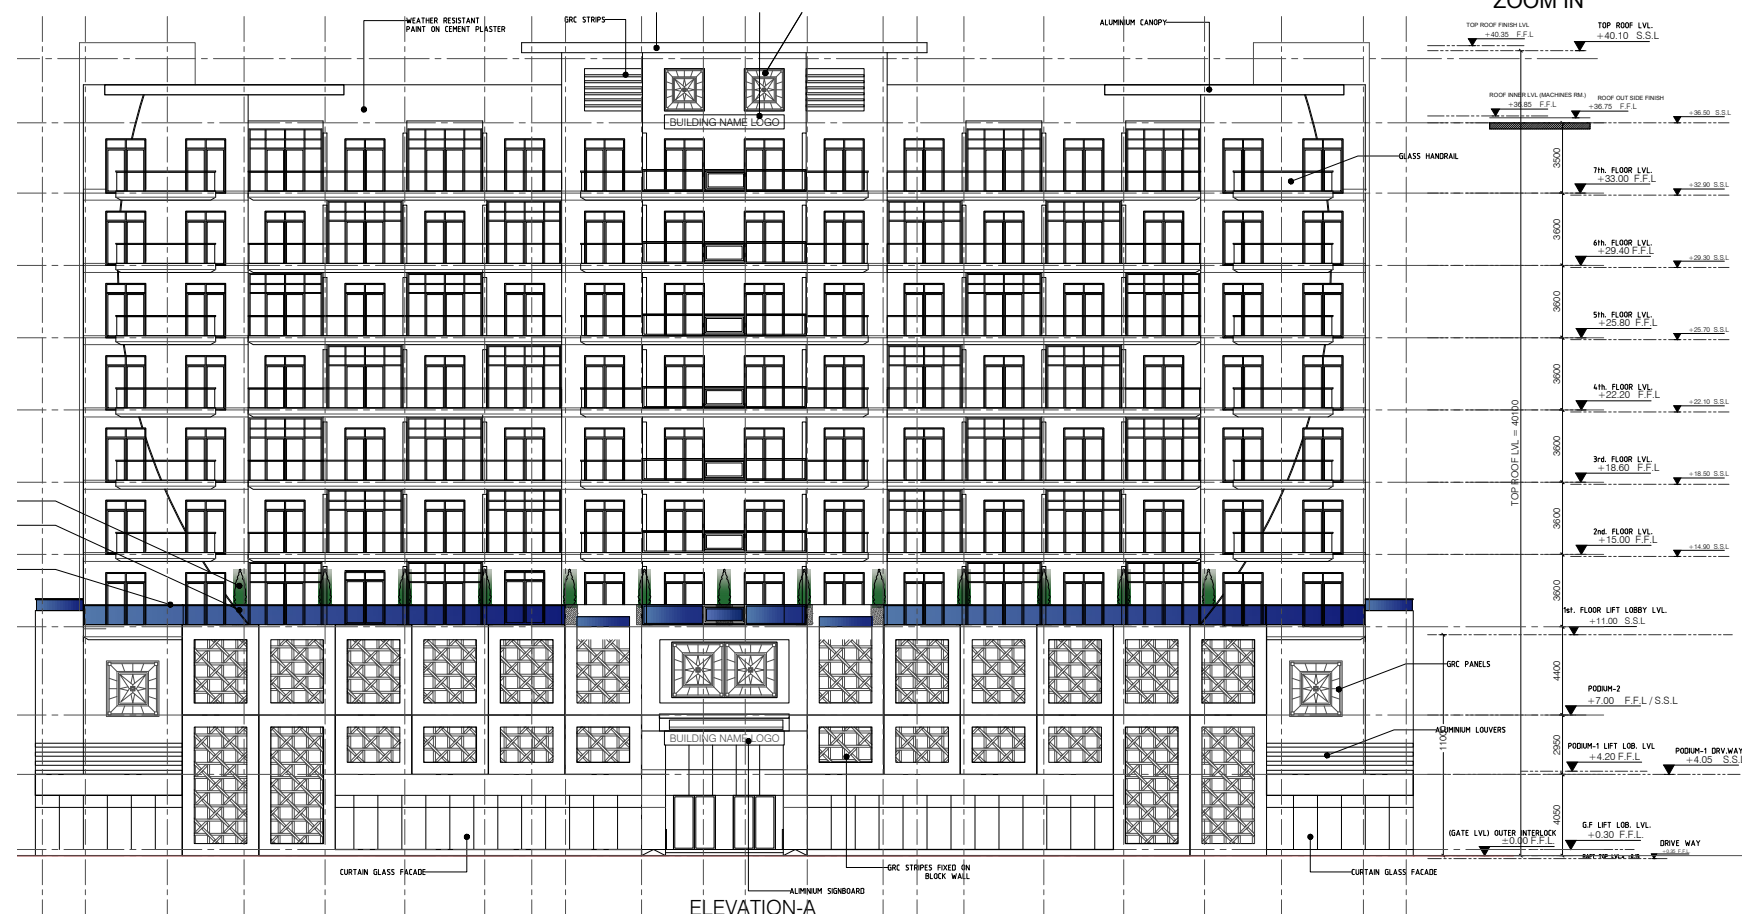 ZOOM IN
WEATHER RESISTANT
PAINT ON CEMENT PLASTER
GRC STRIPS
ALUMINIUM CANOPY
TOP ROOF FINISH LVL
+40.35 F.F.L
TOP ROOF LVL.
+40.10 S.S.L
ROOF INNER LVL (MACHINES RM.)
+36.85 F.F.L
ROOF OUT SIDE FINISH
+36.75 F.F.L
+36.50 S.S.L
BUILDING NAME LOGO
GLASS HANDRAIL
3500
7th. FLOOR LVL.
+33.00 F.F.L
+32.90 S.S.L
3600
6th. FLOOR LVL.
+29.40 F.F.L
+29.30 S.S.L
3600
5th. FLOOR LVL.
+25.80 F.F.L
+25.70 S.S.L
3600
4th. FLOOR LVL.
+22.20 F.F.L
+22.10 S.S.L
TOP ROOF LVL = 40100
3600
3rd. FLOOR LVL.
+18.60 F.F.L
+18.50 S.S.L
3600
2nd. FLOOR LVL.
+15.00 F.F.L
+14.90 S.S.L
3600
1st. FLOOR LIFT LOBBY LVL.
+11.00 S.S.L
GRC PANELS
4400
PODIUM-2
+7.00 F.F.L / S.S.L
BUILDING NAME LOGO
ALUMINIUM LOUVERS
2950
PODIUM-1 LIFT LOB. LVL
+4.20 F.F.L
PODIUM-1 DRV.WAY
+4.05 S.S.L
4050
G.F LIFT LOB. LVL.
+0.30 F.F.L.
(GATE LVL) OUTER INTERLOCK
±0.00 F.F.L.
DRIVE WAY
CURTAIN GLASS FACADE
GRC STRIPES FIXED ON
BLOCK WALL
CURTAIN GLASS FACADE
ALIMINIUM SIGNBOARD
ELEVATION-A